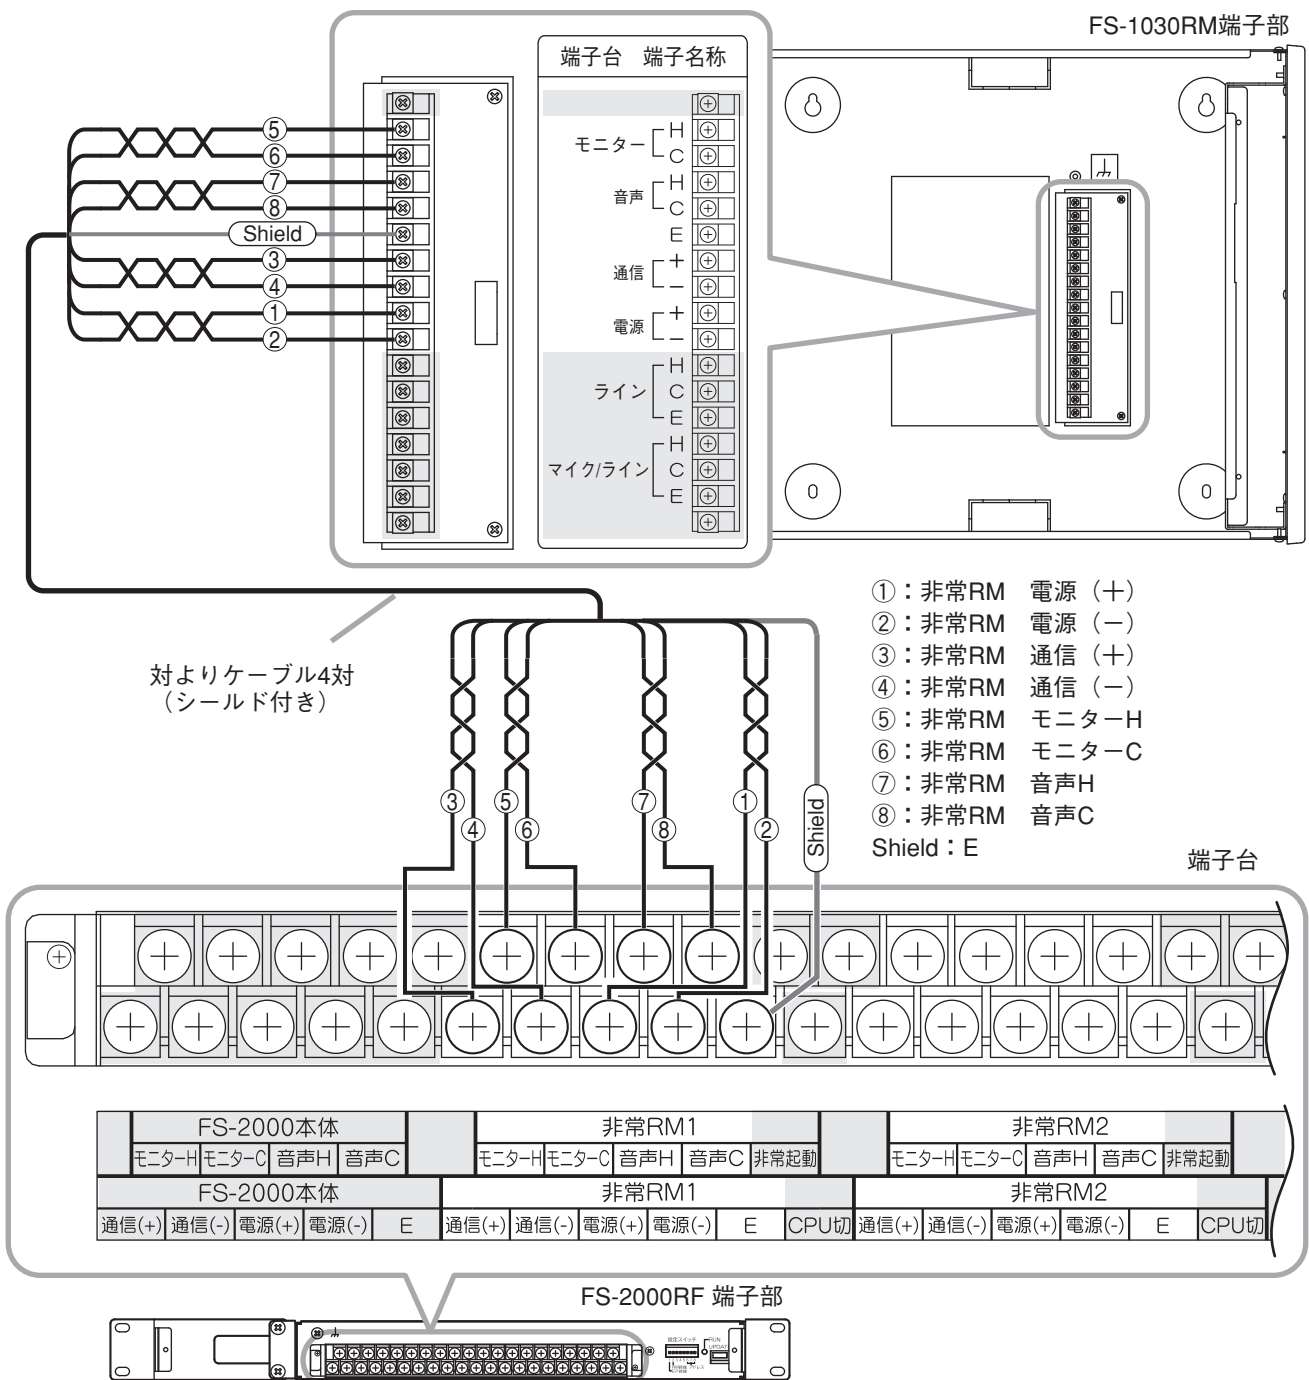 FS-1030RM端子部
端子台 端子名称
モニター
H
C
音声
H
C
E
通信
+
−
電源
+
−
ライン
H
C
E
マイク/ライン
H
C
E
⑤
⑥
⑦
⑧
Shield
③
④
①
②
対よりケーブル4対
（シールド付き）
①：非常RM 電源（＋）
②：非常RM 電源（−）
③：非常RM 通信（＋）
④：非常RM 通信（−）
⑤：非常RM モニターH
⑥：非常RM モニターC
⑦：非常RM 音声H
⑧：非常RM 音声C
Shield：E
③ ⑤ ⑦ ①
④ ⑥ ⑧ ②
Shield
端子台
FS-2000本体 非常RM1 非常RM2
モニターH モニターC 音声H 音声C モニターH モニターC 音声H 音声C 非常起動 モニターH モニターC 音声H 音声C 非常起動
FS-2000本体 非常RM1 非常RM2
通信(+) 通信(-) 電源(+) 電源(-) E 通信(+) 通信(-) 電源(+) 電源(-) E CPU切 通信(+) 通信(-) 電源(+) 電源(-) E CPU切
FS-2000RF 端子部
設定スイッチ
RUN